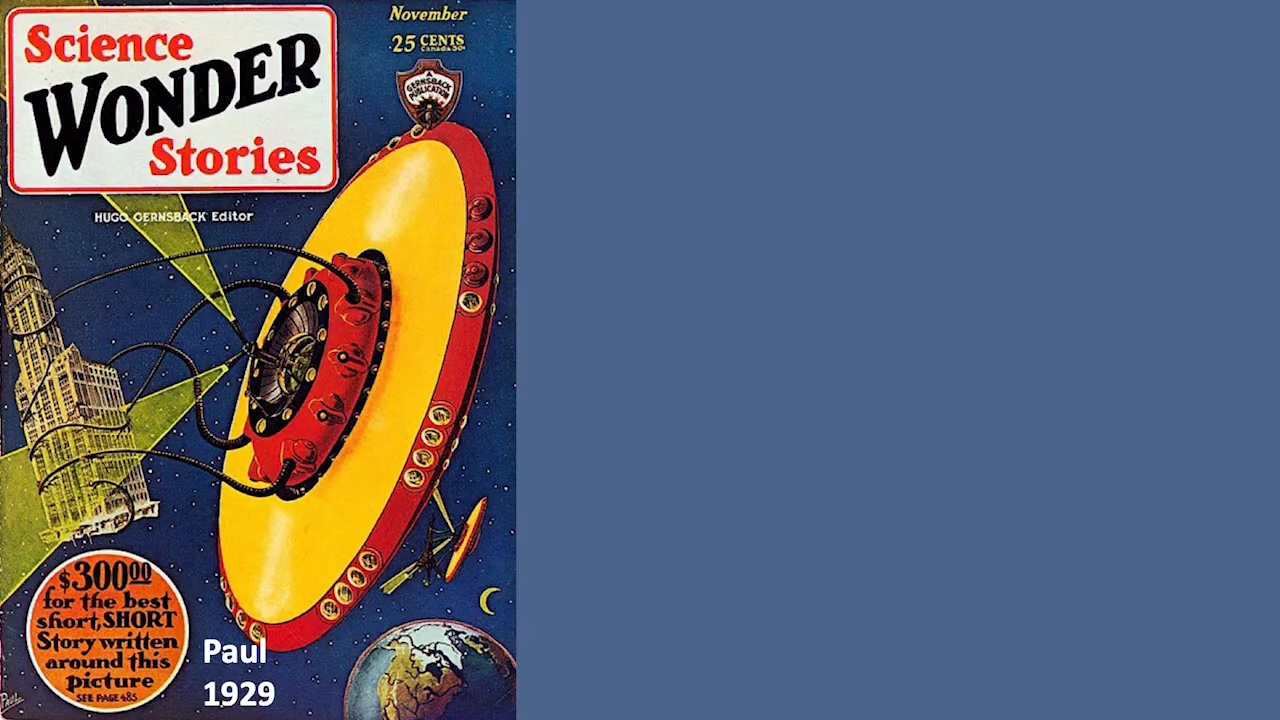 Science
WONDER
Stories
November
25 CENTS
Canada 30¢
A
GERNSBACK
PUBLICATION
HUGO GERNSBACK Editor
$300.00
for the best
short, SHORT
Story written
around this
picture
SEE PAGE 485
Paul
Paul
1929